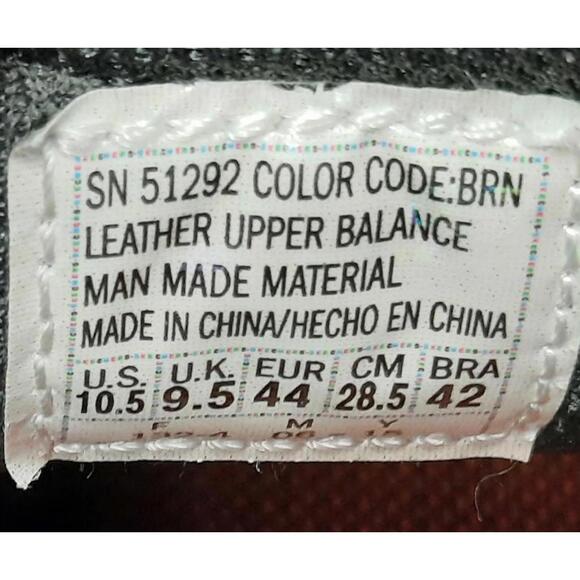 SN 51292 COLOR CODE:BRN
LEATHER UPPER BALANCE
MAN MADE MATERIAL
MADE IN CHINA/HECHO EN CHINA
U.S. U.K. EUR CM BRA
10.5 9.5 44 28.5 42
F M Y